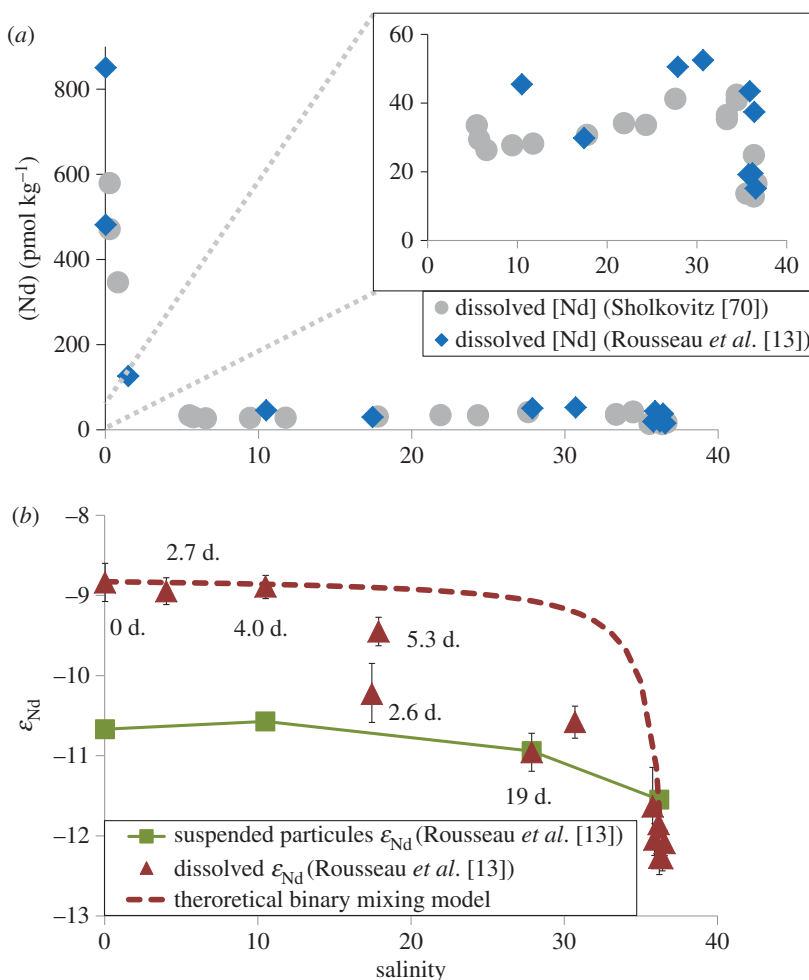 (a)
(Nd) (pmol kg⁻¹)
800
600
400
200
0
0 10 20 30 40
60
40
20
0
0 10 20 30 40
dissolved [Nd] (Sholkovitz [70])
dissolved [Nd] (Rousseau et al. [13])
(b)
εNd
−8
−9
−10
−11
−12
−13
2.7 d.
0 d.
4.0 d.
5.3 d.
2.6 d.
19 d.
suspended particules εNd (Rousseau et al. [13])
dissolved εNd (Rousseau et al. [13])
theroretical binary mixing model
0 10 20 30 40
salinity